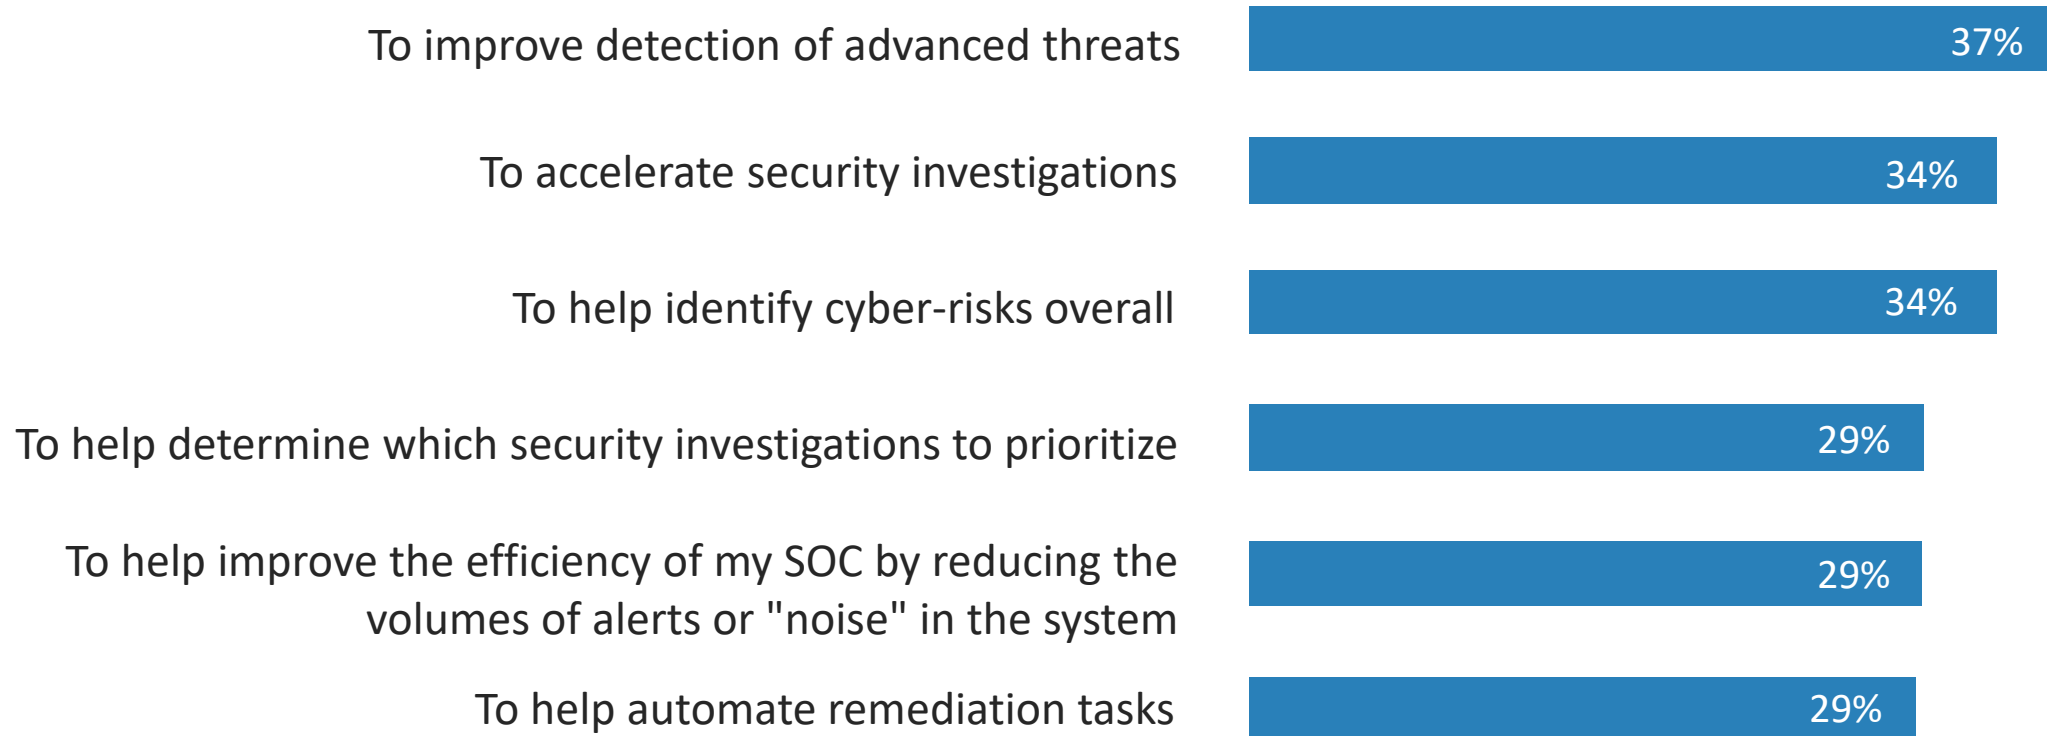 To improve detection of advanced threats
37%
To accelerate security investigations
34%
To help identify cyber-risks overall
34%
To help determine which security investigations to prioritize
29%
To help improve the efficiency of my SOC by reducing the
volumes of alerts or "noise" in the system
29%
To help automate remediation tasks
29%